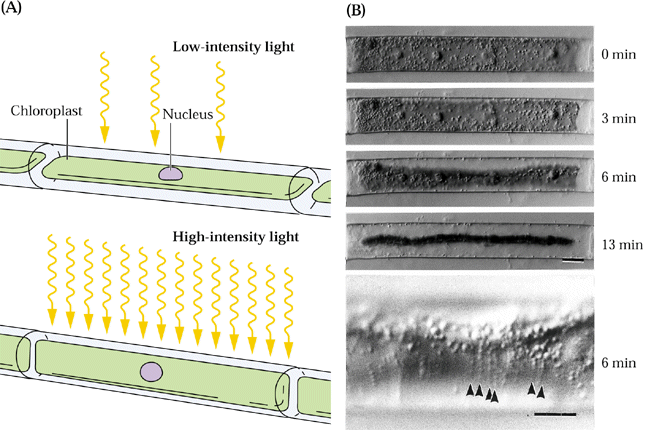 (A)
Low-intensity light
Chloroplast
Nucleus
High-intensity light
(B)
0 min
3 min
6 min
13 min
6 min